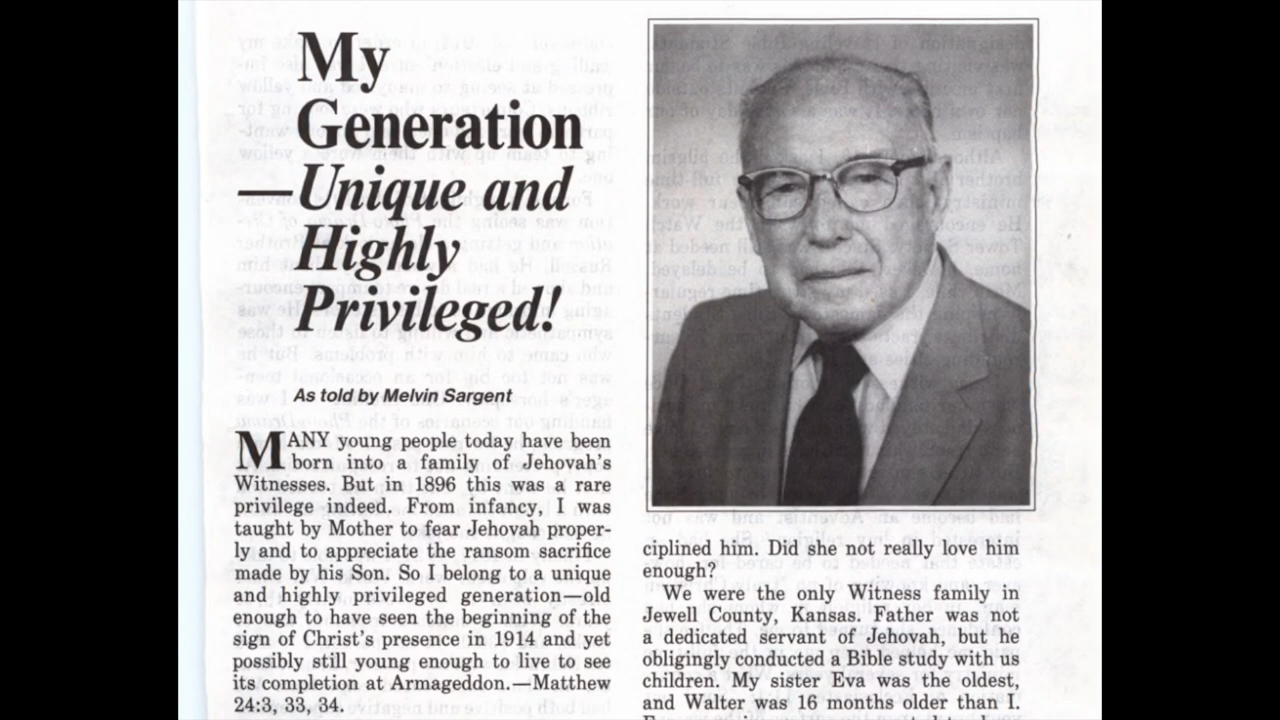 My
Generation
—Unique and
Highly
Privileged!
As told by Melvin Sargent
MANY young people today have been
born into a family of Jehovah's
Witnesses. But in 1896 this was a rare
privilege indeed. From infancy, I was
taught by Mother to fear Jehovah proper-
ly and to appreciate the ransom sacrifice
made by his Son. So I belong to a unique
and highly privileged generation—old
enough to have seen the beginning of the
sign of Christ's presence in 1914 and yet
possibly still young enough to live to see
its completion at Armageddon.—Matthew
24:3, 33, 34.
ciplined him. Did she not really love him
enough?
We were the only Witness family in
Jewell County, Kansas. Father was not
a dedicated servant of Jehovah, but he
obligingly conducted a Bible study with us
children. My sister Eva was the oldest,
and Walter was 16 months older than I.